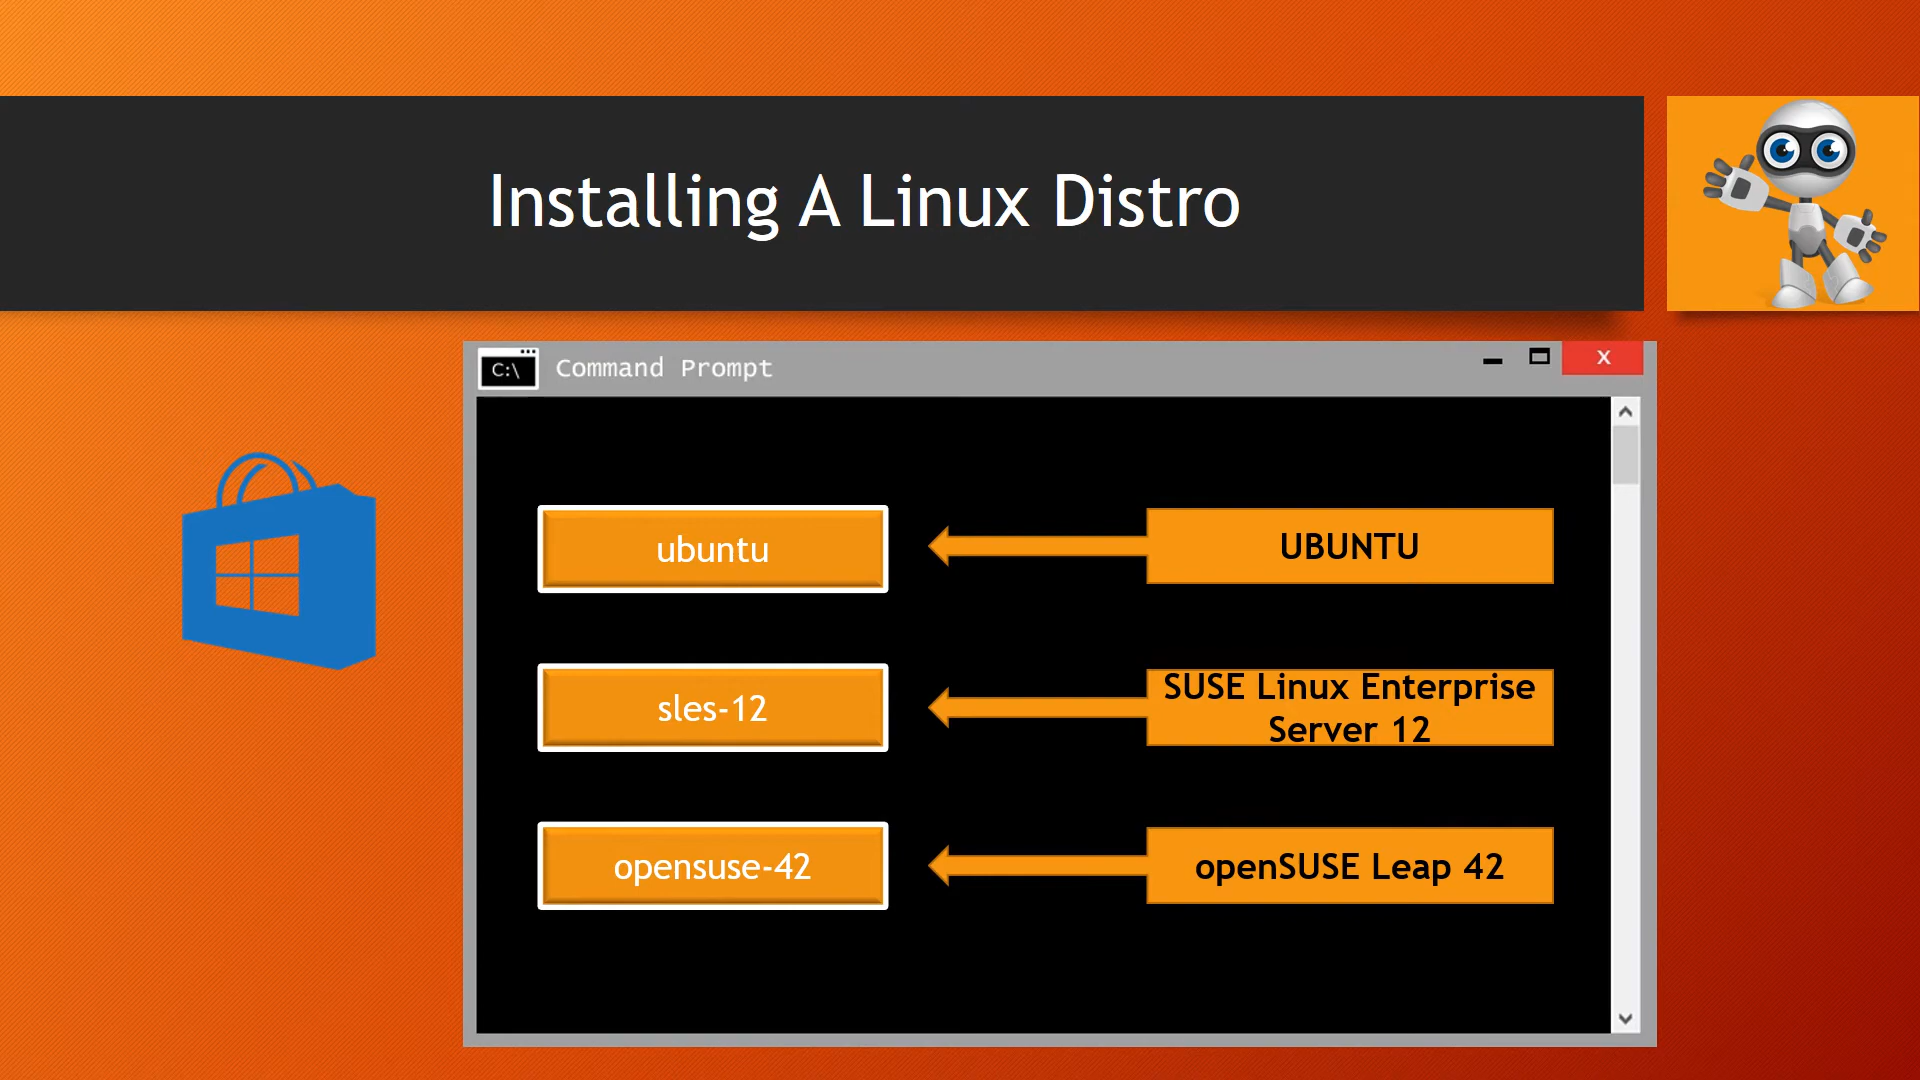 Installing A Linux Distro
C:\ Command Prompt X
ubuntu
UBUNTU
sles-12
SUSE Linux Enterprise
Server 12
opensuse-42
openSUSE Leap 42